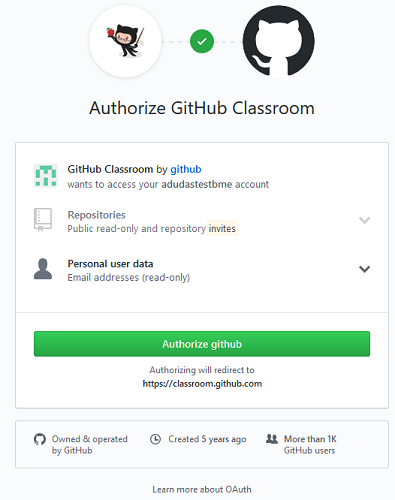 Authorize GitHub Classroom
GitHub Classroom by github
wants to access your adudastestbme account
Repositories
Public read-only and repository invites
Personal user data
Email addresses (read-only)
Authorize github
Authorizing will redirect to
https://classroom.github.com
Owned & operated
by GitHub
Created 5 years ago
More than 1K
GitHub users
Learn more about OAuth